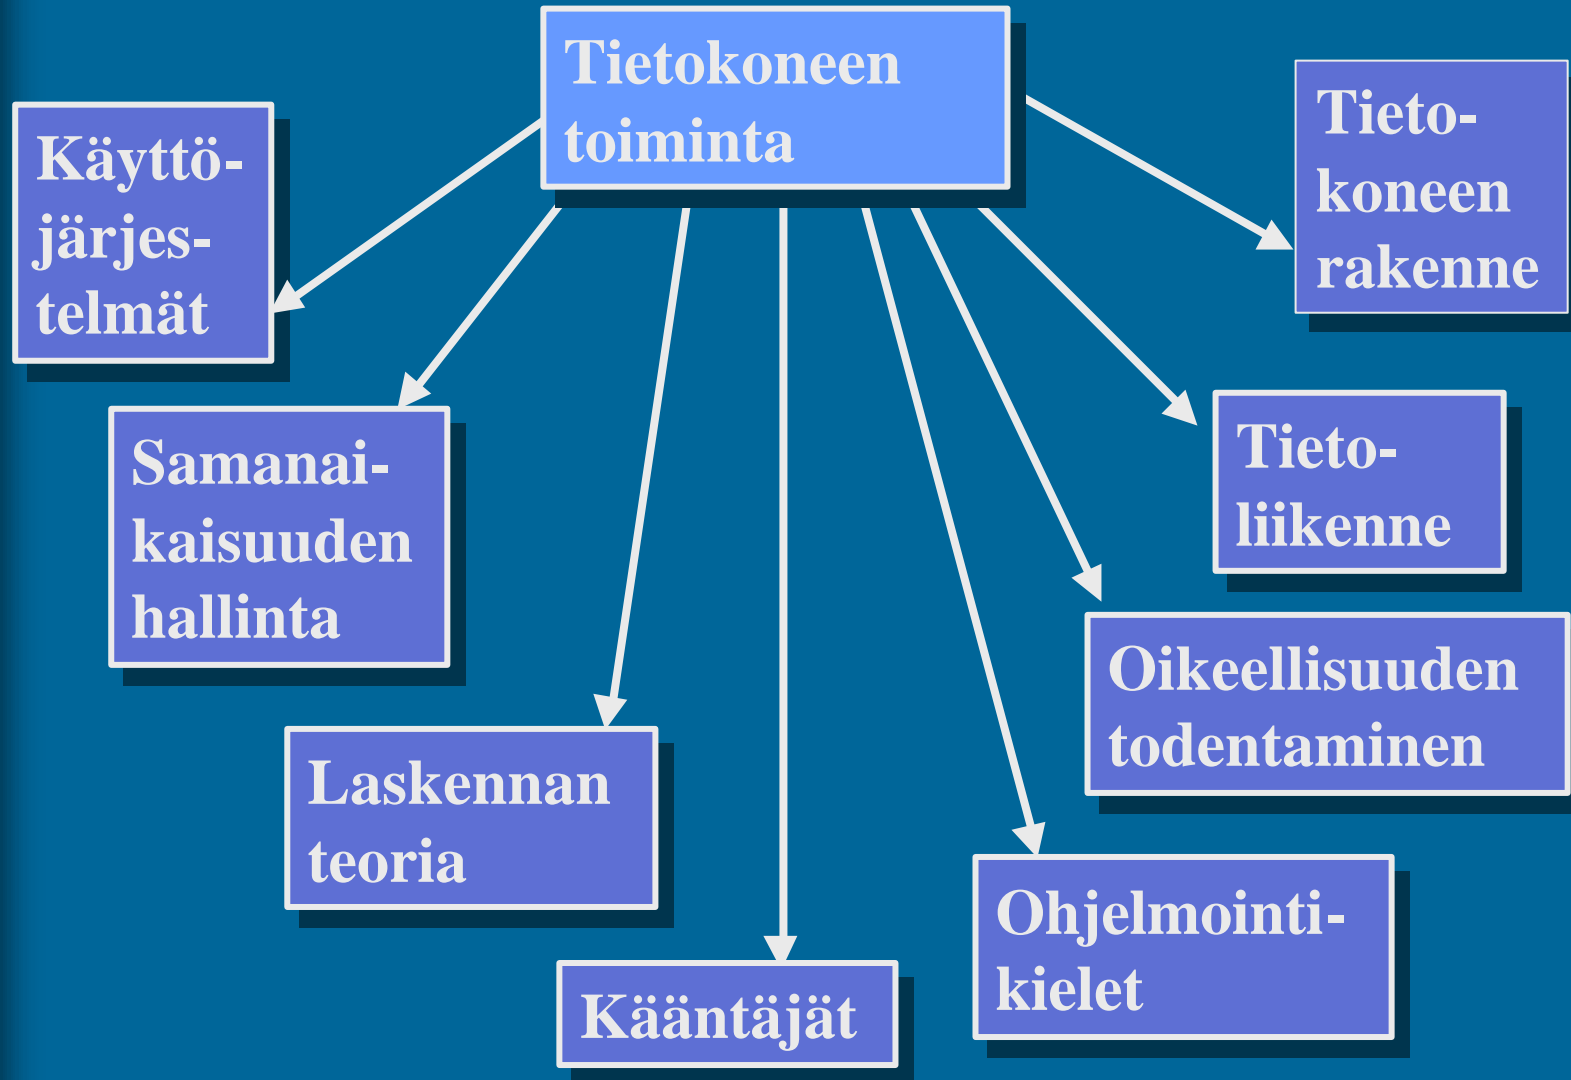 Tietokoneen
toiminta
Käyttö-
järjes-
telmät
Samanai-
kaisuuden
hallinta
Laskennan
teoria
Kääntäjät
Ohjelmointi-
kielet
Oikeellisuuden
todentaminen
Tieto-
liikenne
Tieto-
koneen
rakenne